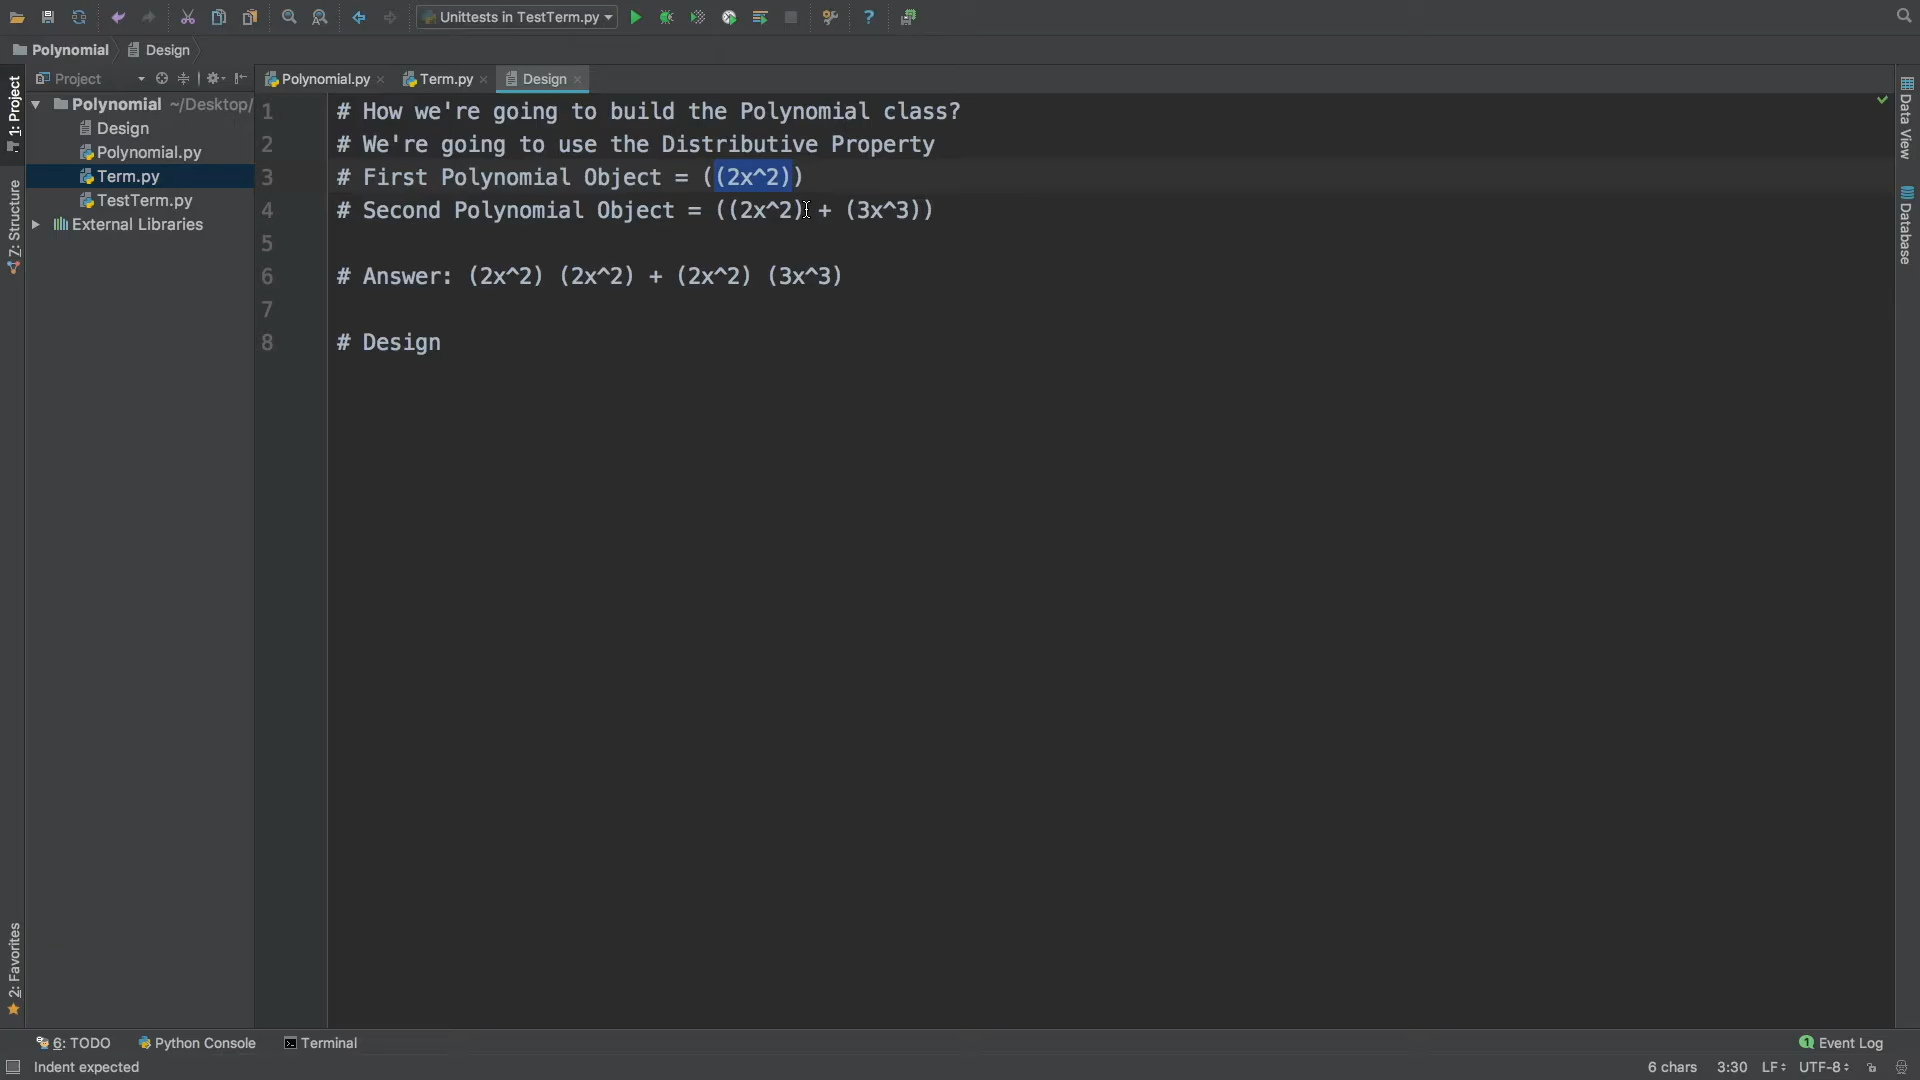 Unittests in TestTerm.py
Polynomial Design
1: Project
Project
Polynomial.py
Term.py
Design
Polynomial ~/Desktop/
Design
Polynomial.py
Term.py
TestTerm.py
External Libraries
Z: Structure
2: Favorites
1 # How we're going to build the Polynomial class?
2 # We're going to use the Distributive Property
3 # First Polynomial Object = ((2x^2))
4 # Second Polynomial Object = ((2x^2) + (3x^3))
5
6 # Answer: (2x^2) (2x^2) + (2x^2) (3x^3)
7
8 # Design
Data View
Database
6: TODO
Python Console
Terminal
1 Event Log
Indent expected
6 chars 3:30 LF UTF-8